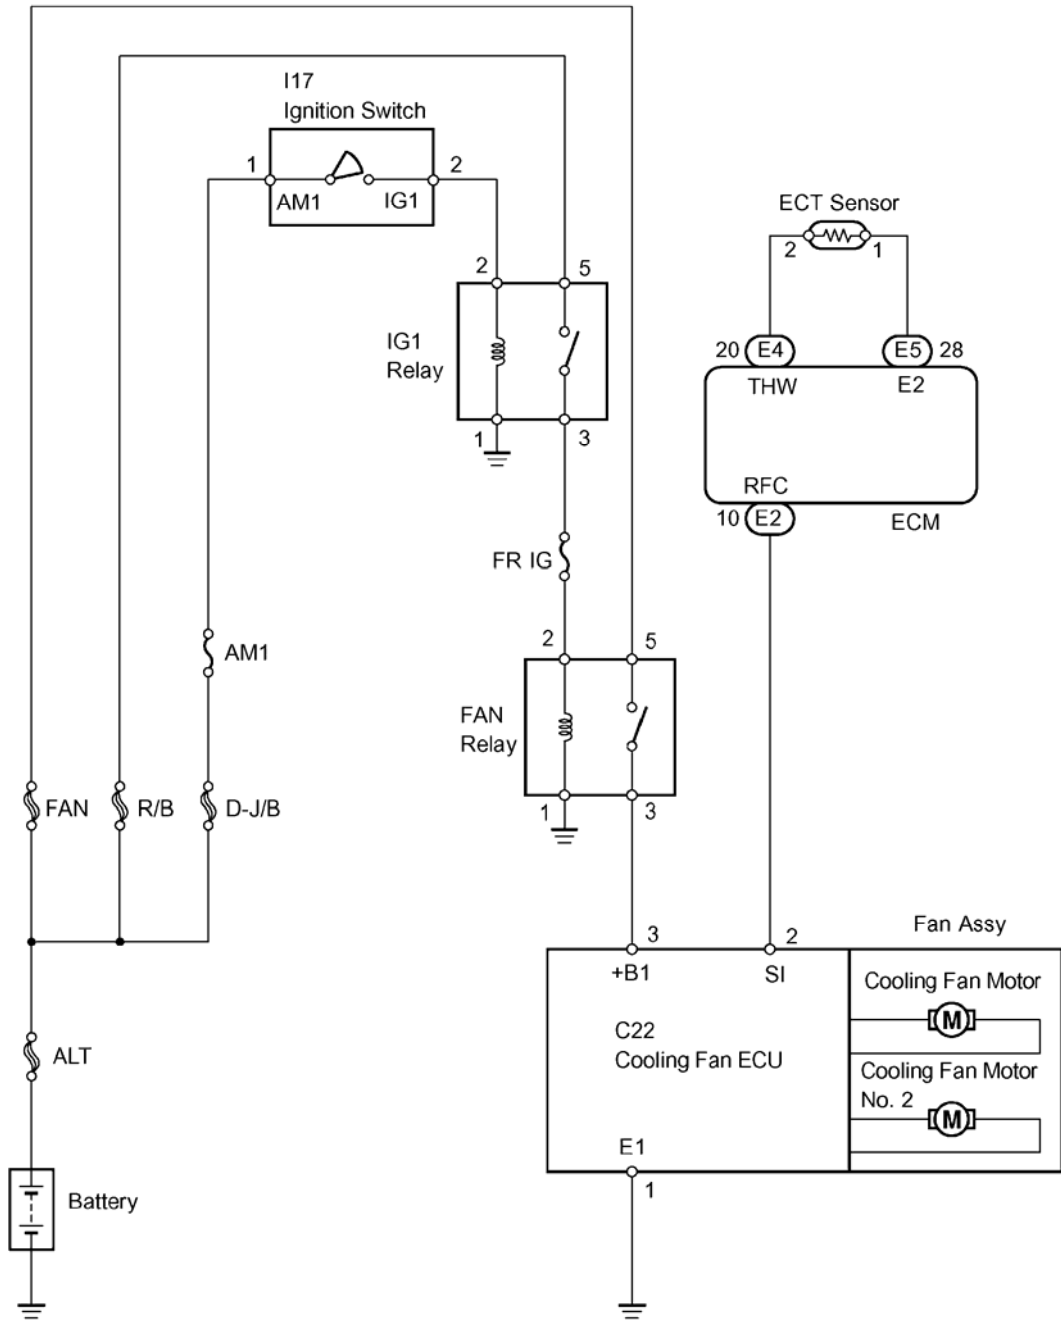 I17
Ignition Switch
1
2
AM1
IG1
ECT Sensor
2
1
2
5
IG1
Relay
20
E4
E5
28
THW
E2
1
3
RFC
10
E2
ECM
FR IG
AM1
2
5
FAN
Relay
FAN
R/B
D-J/B
1
3
3
2
Fan Assy
+B1
SI
Cooling Fan Motor
M
C22
Cooling Fan ECU
ALT
Cooling Fan Motor
No. 2
M
E1
1
Battery